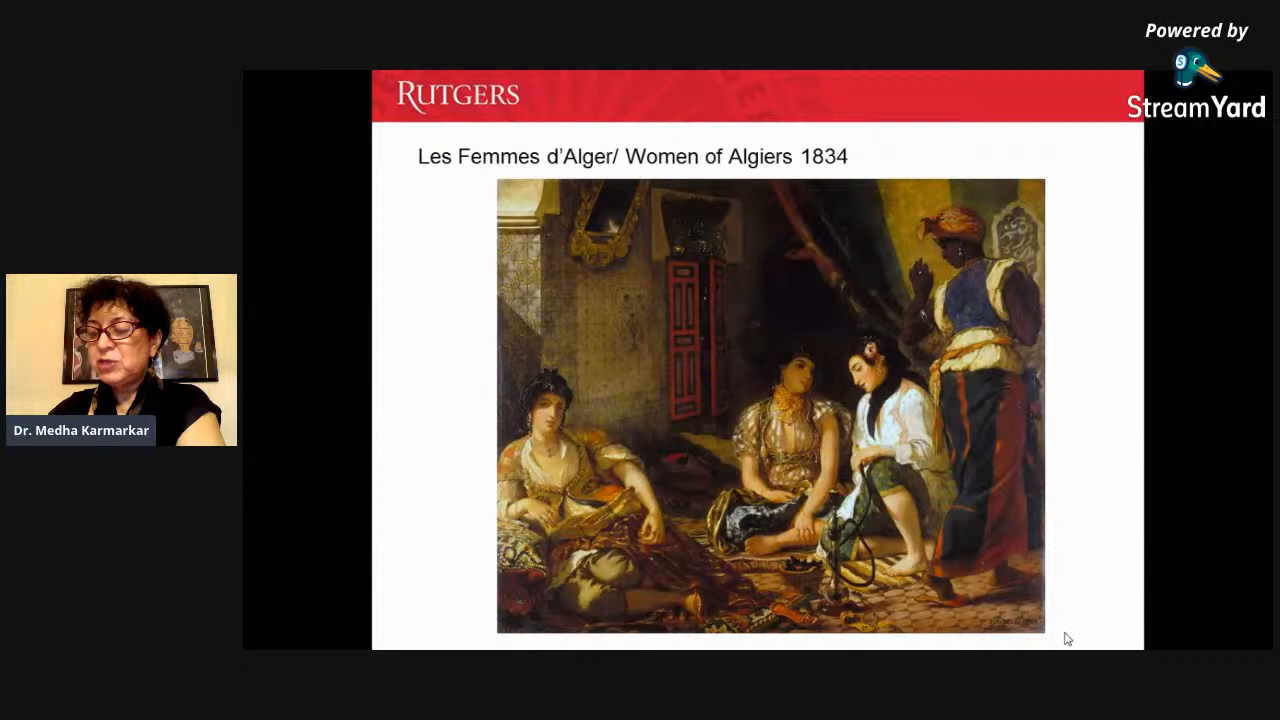 Powered by
S
StreamYard
RUTGERS
Les Femmes d'Alger/ Women of Algiers 1834
Dr. Medha Karmarkar